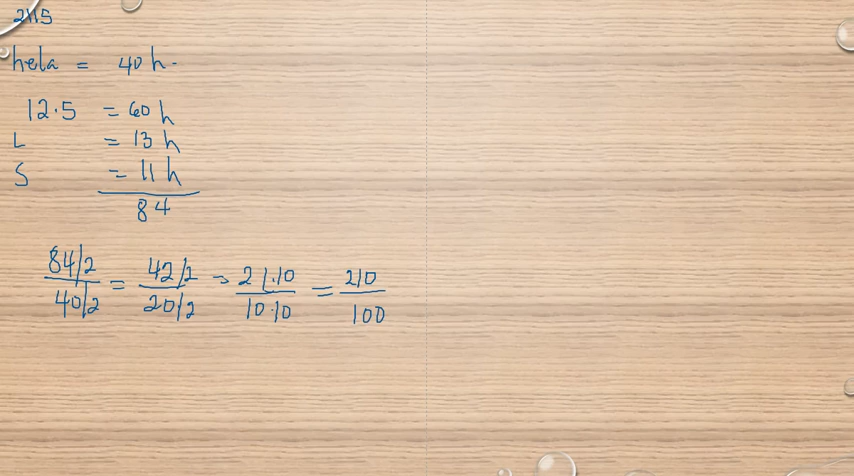 2115
hela = 40 h.
12.5 = 60 h
L = 13 h
S = 11 h
84
84/2 / 40/2 = 42/2 / 20/2 → 21.10 / 10.10 = 210 / 100